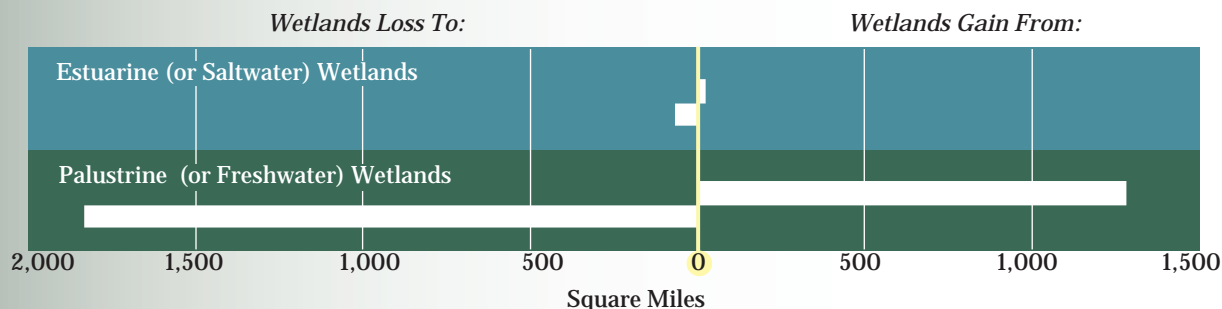 Wetlands Loss To: Wetlands Gain From:
Estuarine (or Saltwater) Wetlands
Palustrine (or Freshwater) Wetlands
2,000 1,500 1,000 500 0 500 1,000 1,500
Square Miles